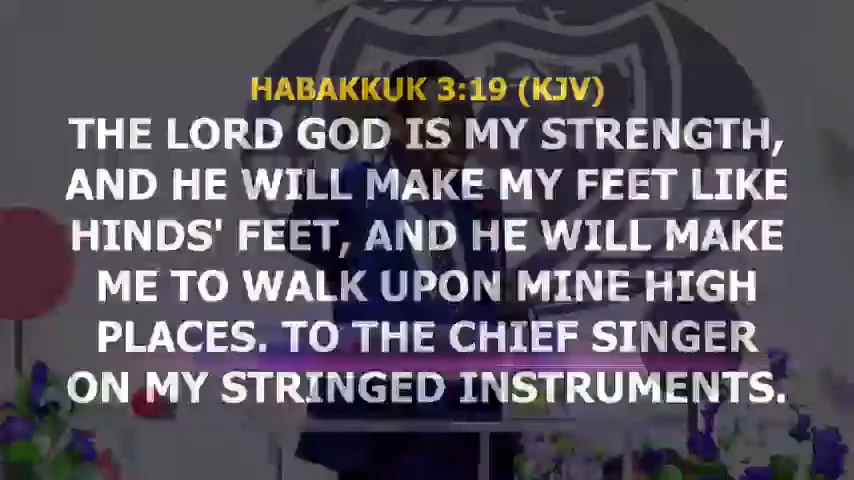 HABAKKUK 3:19 (KJV)
THE LORD GOD IS MY STRENGTH,
AND HE WILL MAKE MY FEET LIKE
HINDS' FEET, AND HE WILL MAKE
ME TO WALK UPON MINE HIGH
PLACES. TO THE CHIEF SINGER
ON MY STRINGED INSTRUMENTS.